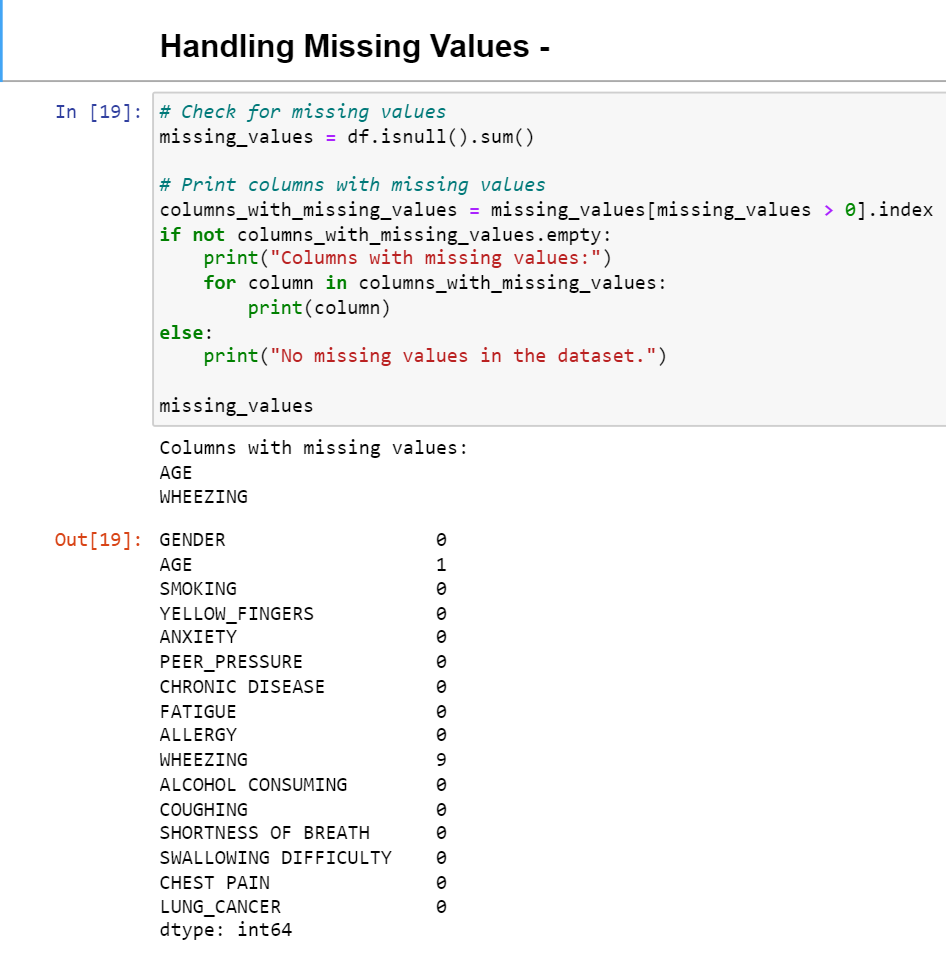 Handling Missing Values -
In [19]:
# Check for missing values
missing_values = df.isnull().sum()
# Print columns with missing values
columns_with_missing_values = missing_values[missing_values > 0].index
if not columns_with_missing_values.empty:
    print("Columns with missing values:")
    for column in columns_with_missing_values:
        print(column)
else:
    print("No missing values in the dataset.")
missing_values
Columns with missing values:
AGE
WHEEZING
Out[19]:
GENDER 0
AGE 1
SMOKING 0
YELLOW_FINGERS 0
ANXIETY 0
PEER_PRESSURE 0
CHRONIC DISEASE 0
FATIGUE 0
ALLERGY 0
WHEEZING 9
ALCOHOL CONSUMING 0
COUGHING 0
SHORTNESS OF BREATH 0
SWALLOWING DIFFICULTY 0
CHEST PAIN 0
LUNG_CANCER 0
dtype: int64